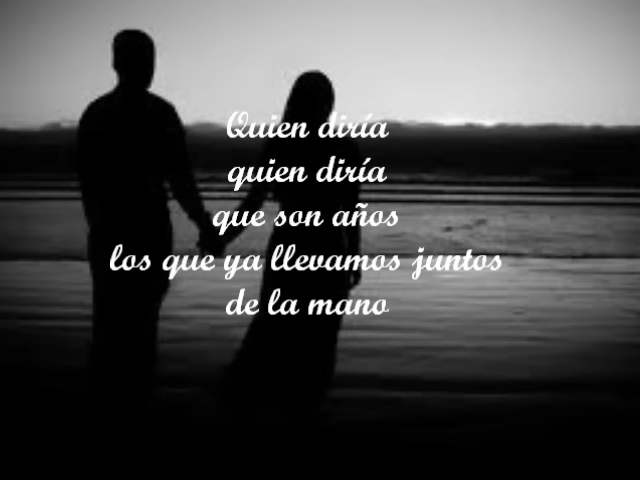 Quien diría
quien diría
que son años
los que ya llevamos juntos
de la mano